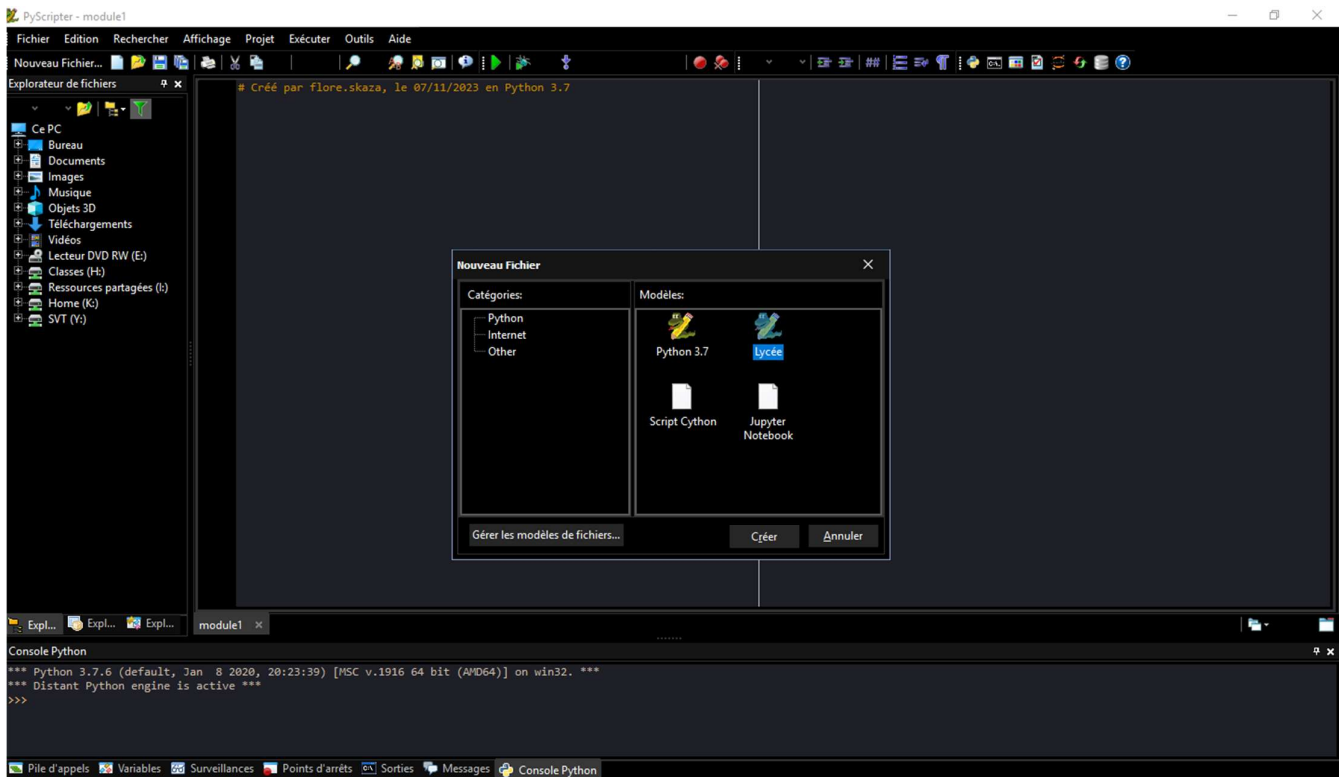 PyScripter - module1
Fichier Edition Rechercher Affichage Projet Exécuter Outils Aide
Nouveau Fichier...
Explorateur de fichiers
# Créé par flore.skaza, le 07/11/2023 en Python 3.7
Ce PC
Bureau
Documents
Images
Musique
Objets 3D
Téléchargements
Vidéos
Lecteur DVD RW (E:)
Classes (H:)
Ressources partagées (I:)
Home (K:)
SVT (Y:)
Nouveau Fichier
Catégories:
Python
Internet
Other
Modèles:
Python 3.7
Lycée
Script Cython
Jupyter
Notebook
Gérer les modèles de fichiers...
Créer
Annuler
Expl... Expl... Expl...
module1
Console Python
*** Python 3.7.6 (default, Jan 8 2020, 20:23:39) [MSC v.1916 64 bit (AMD64)] on win32. ***
*** Distant Python engine is active ***
>>>
Pile d'appels Variables Surveillances Points d'arrêts Sorties Messages Console Python